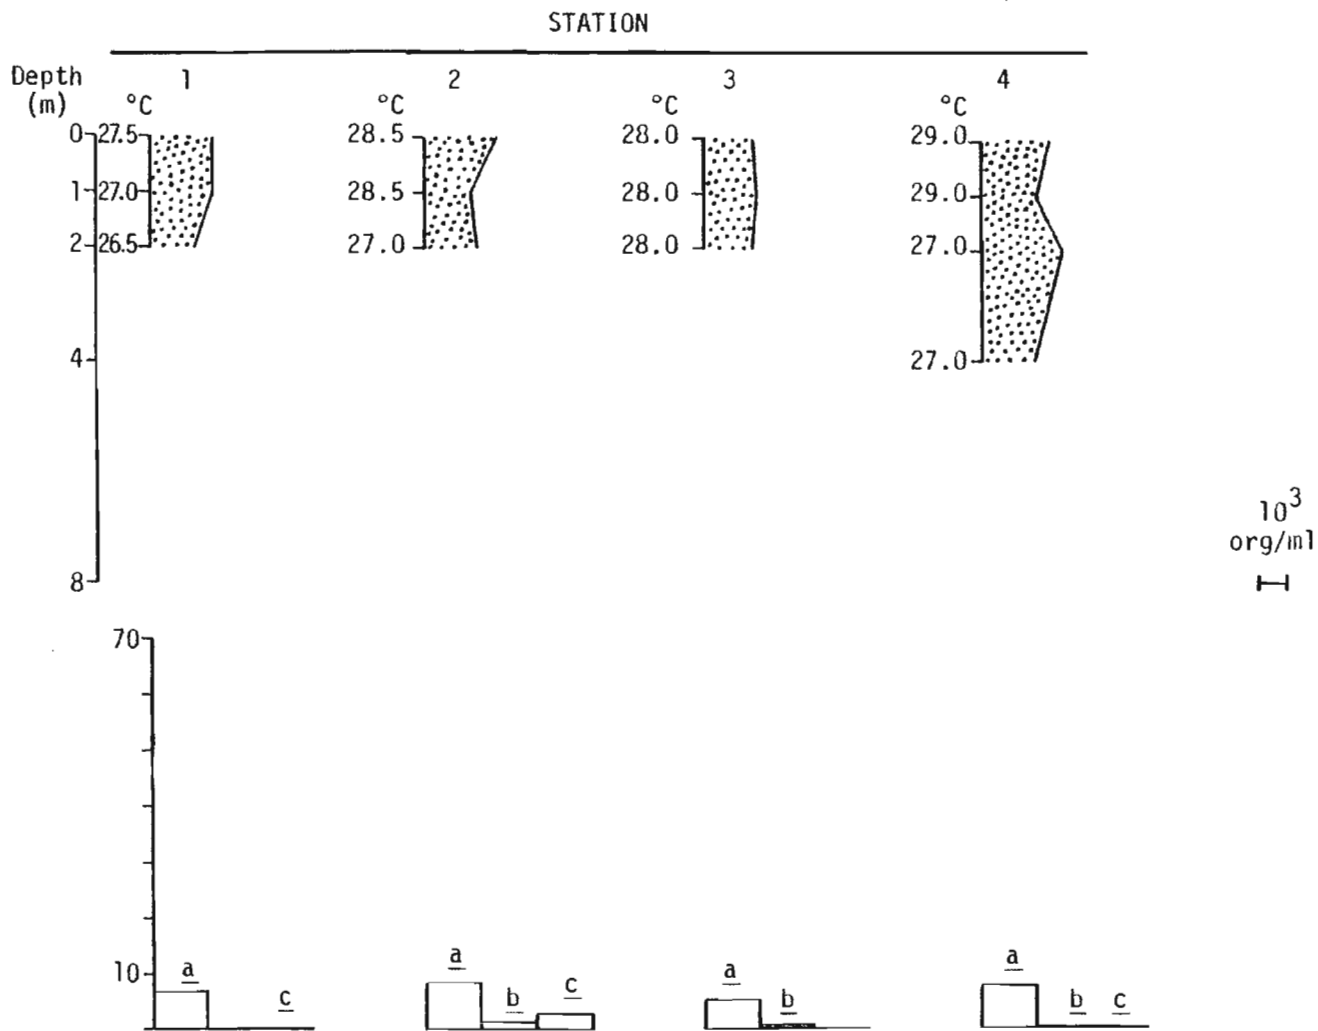 STATION
Depth 1 2 3 4
(m) °C °C °C °C
0 27.5 28.5 28.0 29.0
1 27.0 28.5 28.0 29.0
2 26.5 27.0 28.0 27.0
4 27.0
10³
org/ml
8
70
10 a c a b c a b a b c